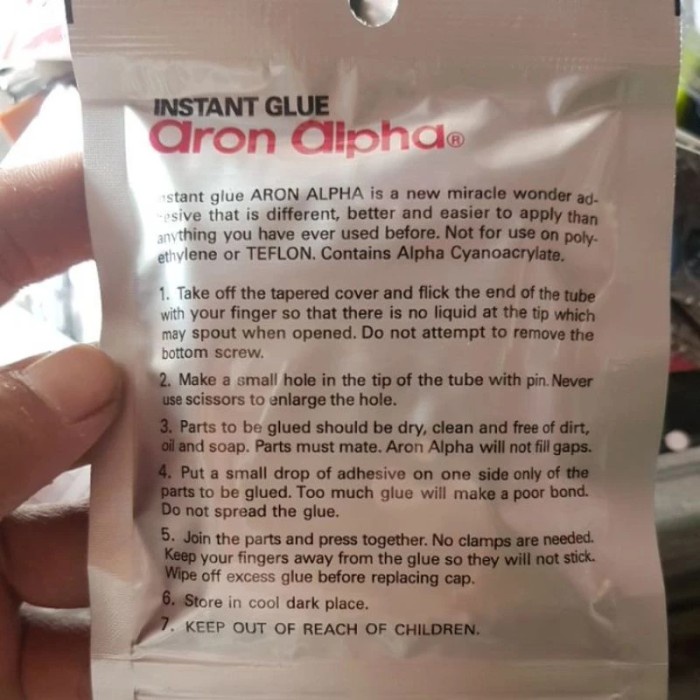 INSTANT GLUE
aron alpha®
Instant glue ARON ALPHA is a new miracle wonder ad-
hesive that is different, better and easier to apply than
anything you have ever used before. Not for use on poly-
ethylene or TEFLON. Contains Alpha Cyanoacrylate.
1. Take off the tapered cover and flick the end of the tube
with your finger so that there is no liquid at the tip which
may spout when opened. Do not attempt to remove the
bottom screw.
2. Make a small hole in the tip of the tube with pin. Never
use scissors to enlarge the hole.
3. Parts to be glued should be dry, clean and free of dirt,
oil and soap. Parts must mate. Aron Alpha will not fill gaps.
4. Put a small drop of adhesive on one side only of the
parts to be glued. Too much glue will make a poor bond.
Do not spread the glue.
5. Join the parts and press together. No clamps are needed.
Keep your fingers away from the glue so they will not stick.
Wipe off excess glue before replacing cap.
6. Store in cool dark place.
7. KEEP OUT OF REACH OF CHILDREN.